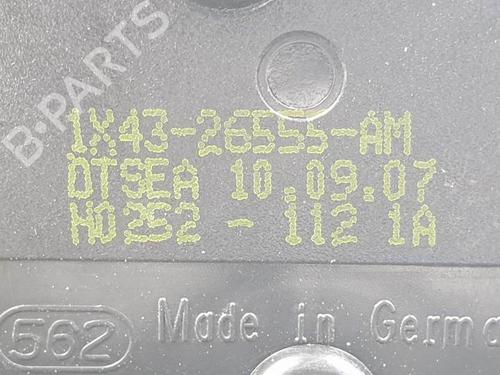 B-PARTS
1X43-26555-AM
DTSEA 10.09.07
H0252 - 112 1A
562 Made in Germa